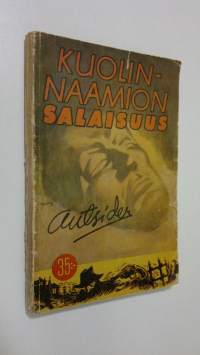 KUOLIN-
NAAMION
SALAISUUS
Outsider
35:-